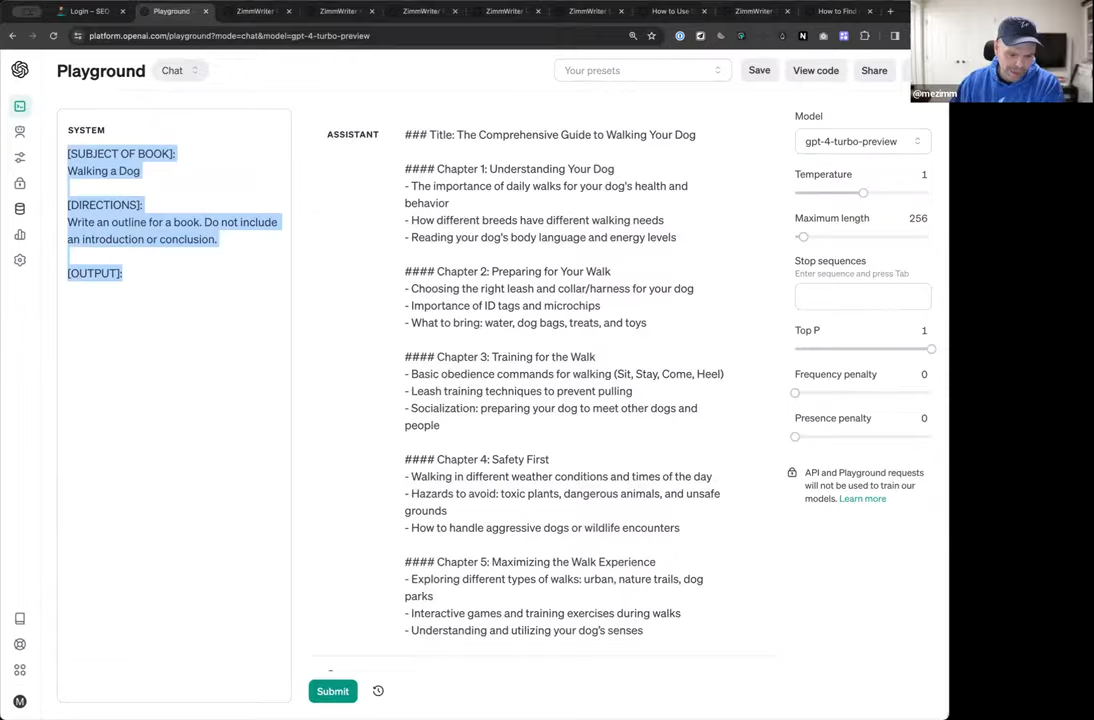 Login – SEO
Playground
ZimmWriter
ZimmWriter
ZimmWriter
ZimmWriter
ZimmWriter
How to Use
ZimmWriter
How to Find
platform.openai.com/playground?mode=chat&model=gpt-4-turbo-preview
Playground
Chat
Your presets
Save
View code
Share
@mezimm
SYSTEM
[SUBJECT OF BOOK]:
Walking a Dog
[DIRECTIONS]:
Write an outline for a book. Do not include
an introduction or conclusion.
[OUTPUT]:
ASSISTANT
### Title: The Comprehensive Guide to Walking Your Dog
#### Chapter 1: Understanding Your Dog
- The importance of daily walks for your dog's health and
behavior
- How different breeds have different walking needs
- Reading your dog's body language and energy levels
#### Chapter 2: Preparing for Your Walk
- Choosing the right leash and collar/harness for your dog
- Importance of ID tags and microchips
- What to bring: water, dog bags, treats, and toys
#### Chapter 3: Training for the Walk
- Basic obedience commands for walking (Sit, Stay, Come, Heel)
- Leash training techniques to prevent pulling
- Socialization: preparing your dog to meet other dogs and
people
#### Chapter 4: Safety First
- Walking in different weather conditions and times of the day
- Hazards to avoid: toxic plants, dangerous animals, and unsafe
grounds
- How to handle aggressive dogs or wildlife encounters
#### Chapter 5: Maximizing the Walk Experience
- Exploring different types of walks: urban, nature trails, dog
parks
- Interactive games and training exercises during walks
- Understanding and utilizing your dog's senses
Submit
Model
gpt-4-turbo-preview
Temperature 1
Maximum length 256
Stop sequences
Enter sequence and press Tab
Top P 1
Frequency penalty 0
Presence penalty 0
API and Playground requests
will not be used to train our
models. Learn more
M